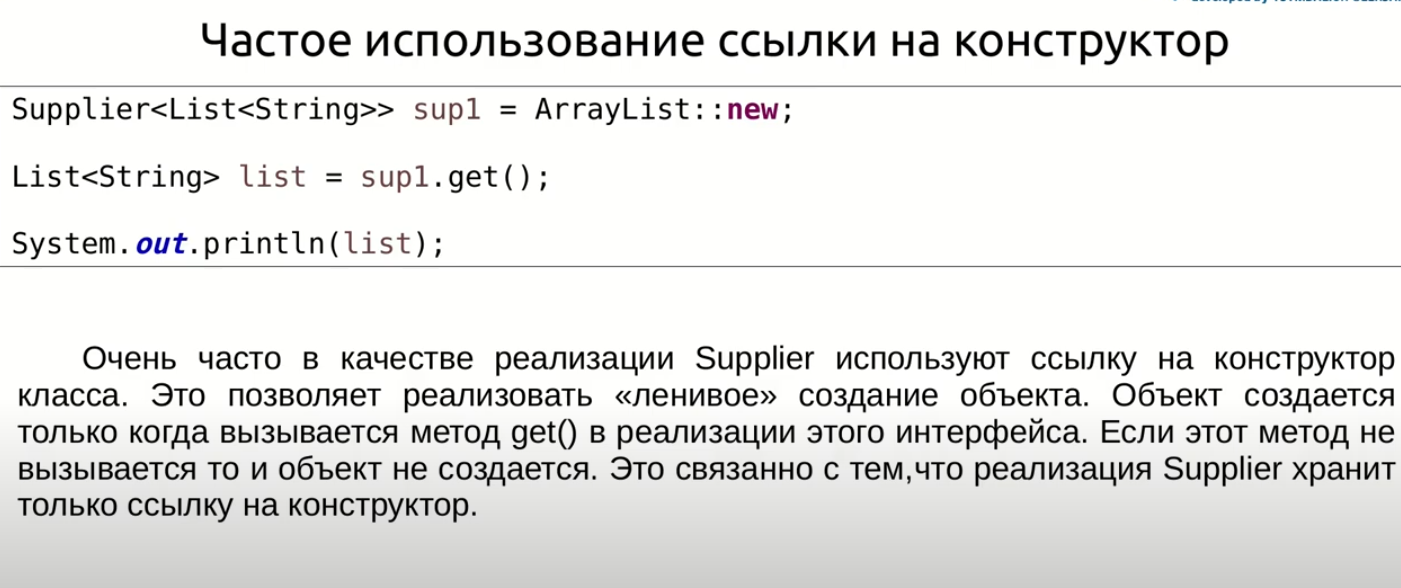 Частое использование ссылки на конструктор
Supplier<List<String>> sup1 = ArrayList::new;
List<String> list = sup1.get();
System.out.println(list);
Очень часто в качестве реализации Supplier используют ссылку на конструктор
класса. Это позволяет реализовать «ленивое» создание объекта. Объект создается
только когда вызывается метод get() в реализации этого интерфейса. Если этот метод не
вызывается то и объект не создается. Это связанно с тем,что реализация Supplier хранит
только ссылку на конструктор.